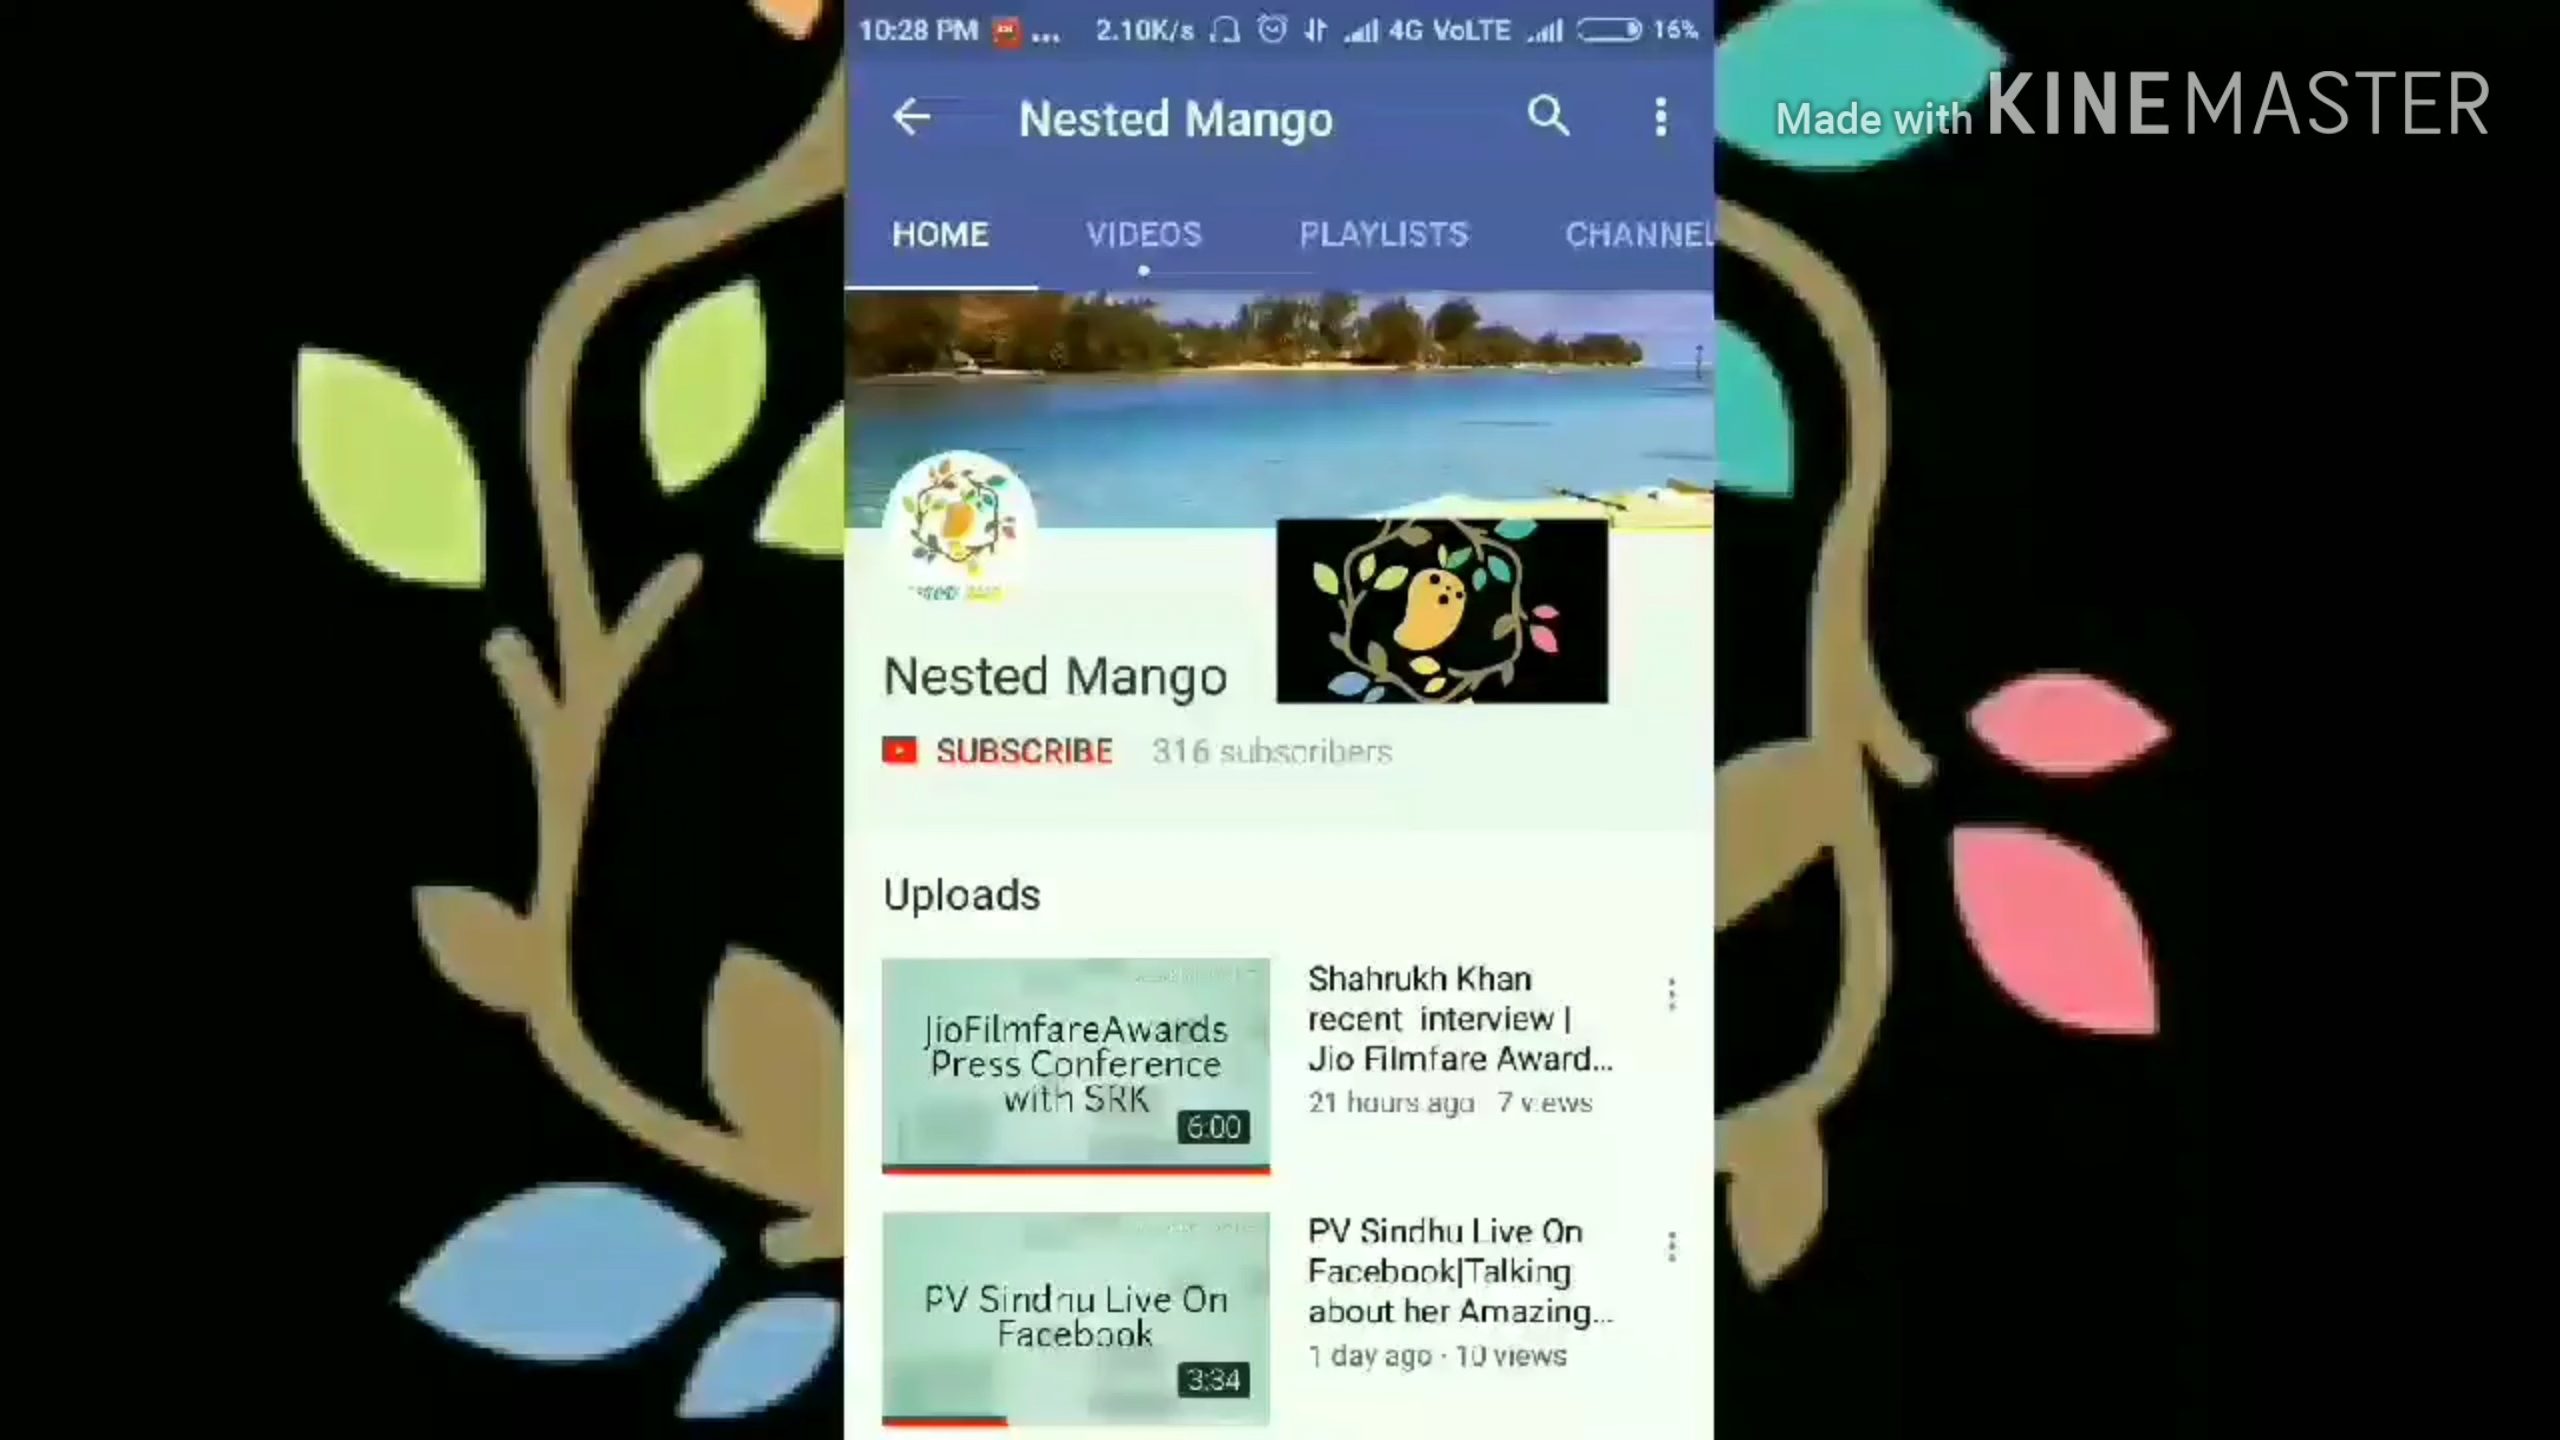 10:28 PM ... 2.10K/s 4G VoLTE 16%
Made with KINEMASTER
Nested Mango
HOME VIDEOS PLAYLISTS CHANNEL
Nested Mango
SUBSCRIBE 316 subscribers
Uploads
JioFilmfareAwards
Press Conference
with SRK
6:00
Shahrukh Khan
recent interview |
Jio Filmfare Award...
21 hours ago · 7 views
PV Sindhu Live On
Facebook
3:34
PV Sindhu Live On
Facebook|Talking
about her Amazing...
1 day ago · 10 views